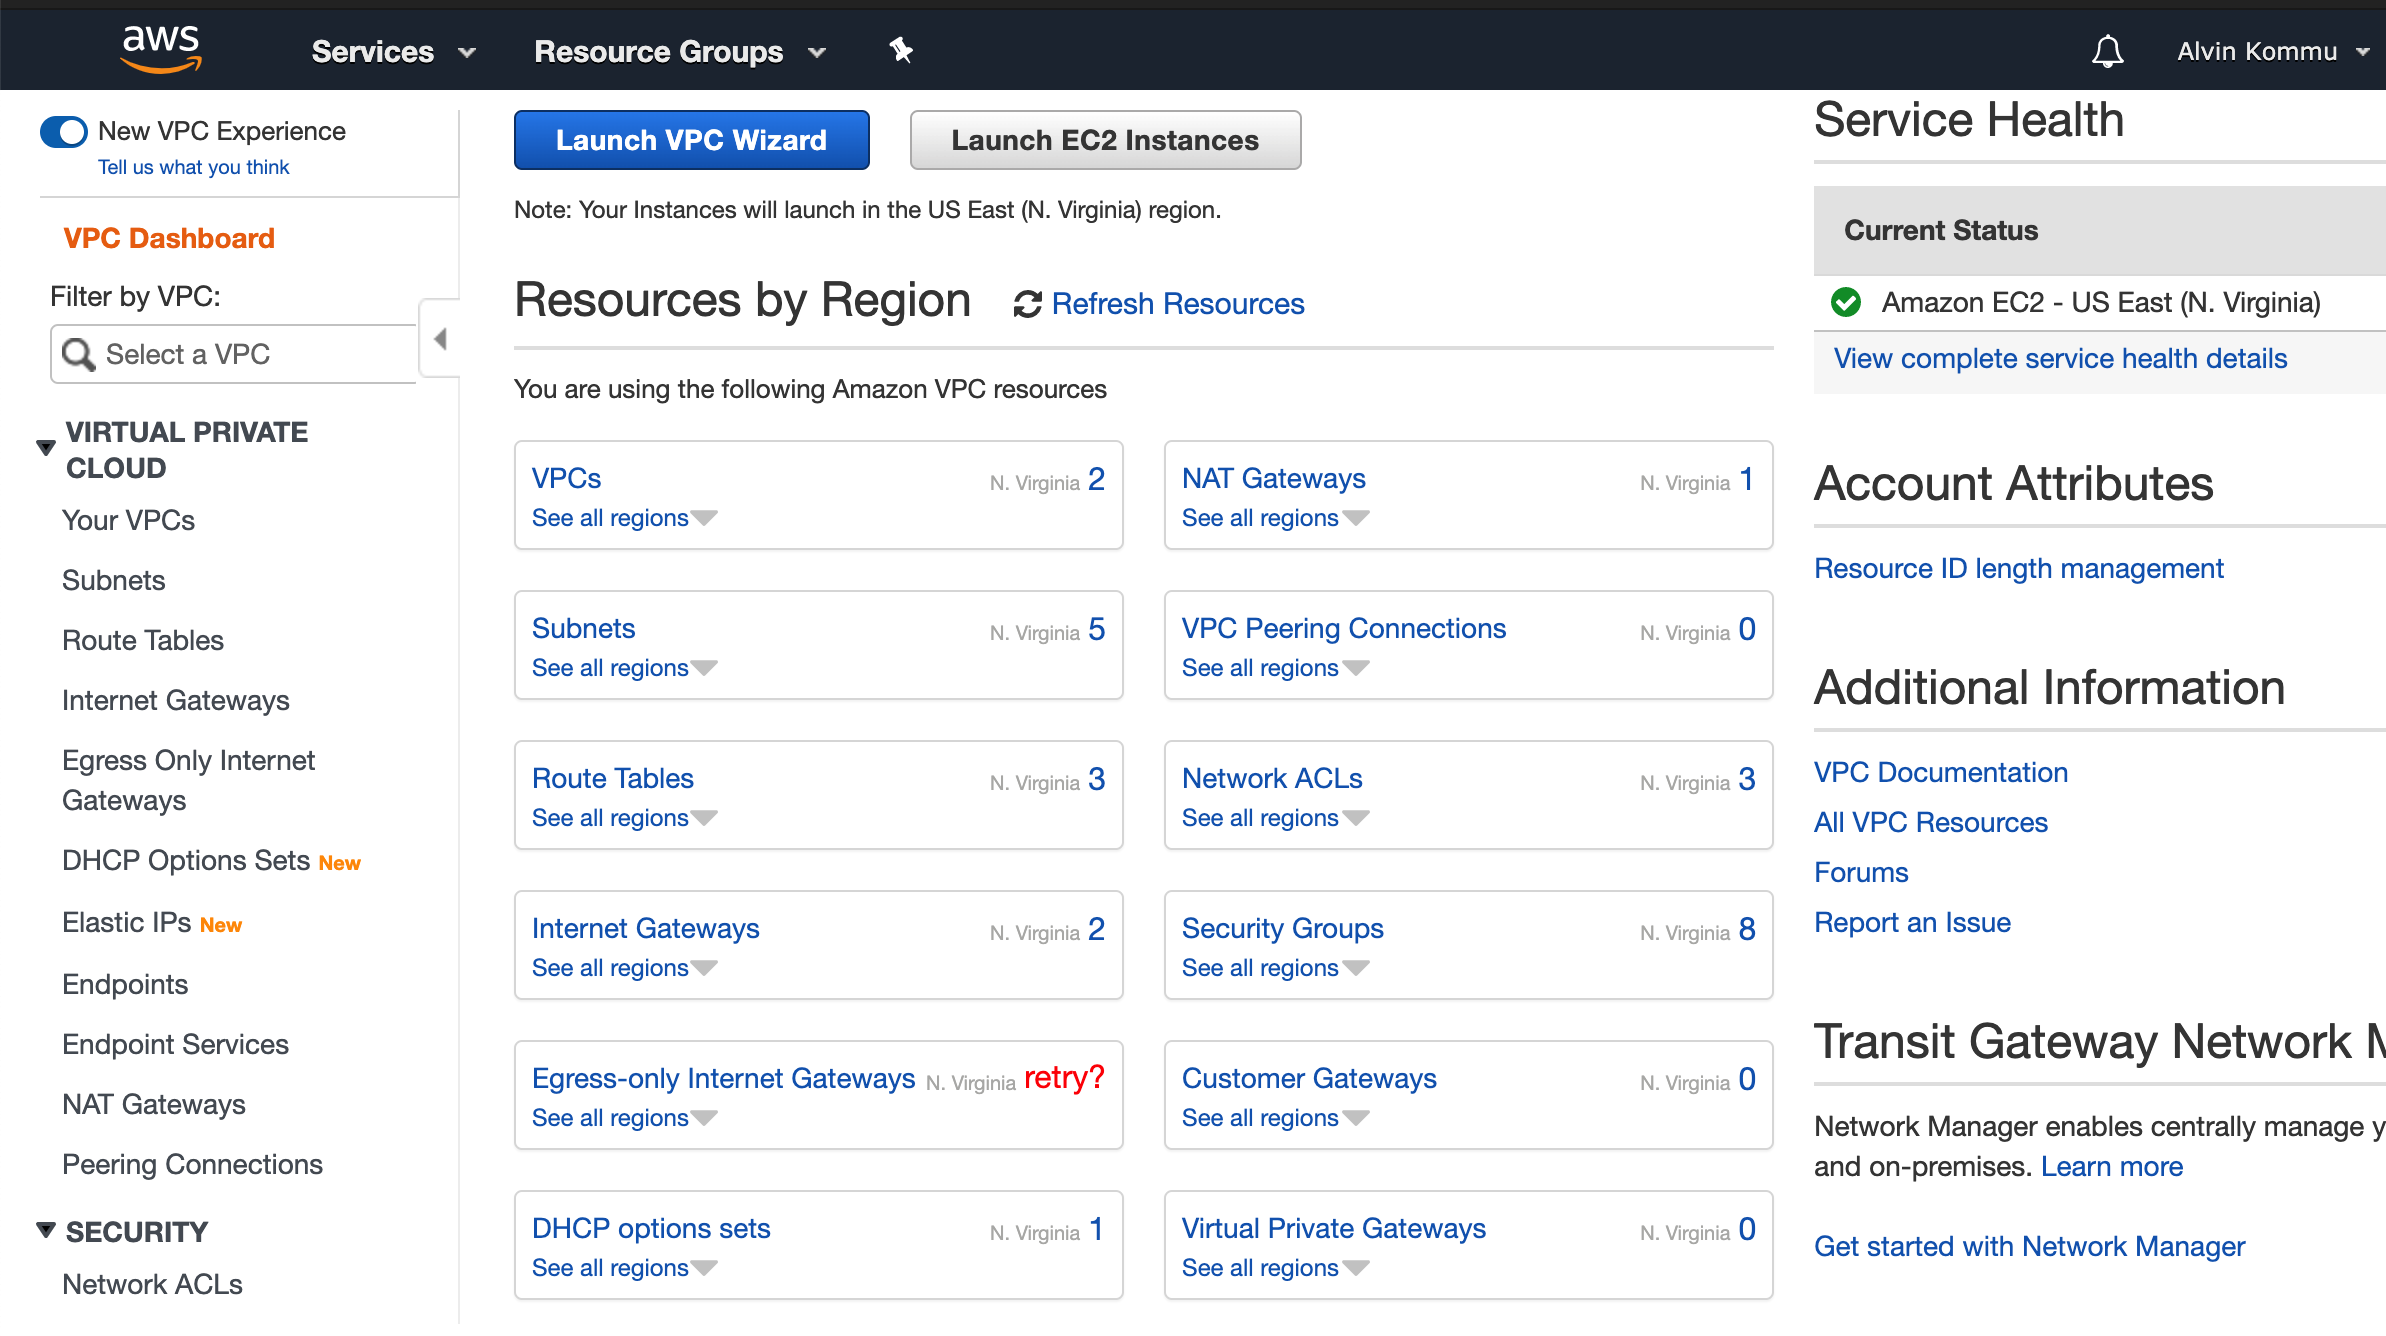 aws
Services
Resource Groups
Alvin Kommu
New VPC Experience
Tell us what you think
VPC Dashboard
Filter by VPC:
Select a VPC
VIRTUAL PRIVATE
CLOUD
Your VPCs
Subnets
Route Tables
Internet Gateways
Egress Only Internet
Gateways
DHCP Options Sets New
Elastic IPs New
Endpoints
Endpoint Services
NAT Gateways
Peering Connections
SECURITY
Network ACLs
Launch VPC Wizard
Launch EC2 Instances
Note: Your Instances will launch in the US East (N. Virginia) region.
Resources by Region
Refresh Resources
You are using the following Amazon VPC resources
VPCs N. Virginia 2
See all regions
NAT Gateways N. Virginia 1
See all regions
Subnets N. Virginia 5
See all regions
VPC Peering Connections N. Virginia 0
See all regions
Route Tables N. Virginia 3
See all regions
Network ACLs N. Virginia 3
See all regions
Internet Gateways N. Virginia 2
See all regions
Security Groups N. Virginia 8
See all regions
Egress-only Internet Gateways N. Virginia retry?
See all regions
Customer Gateways N. Virginia 0
See all regions
DHCP options sets N. Virginia 1
See all regions
Virtual Private Gateways N. Virginia 0
See all regions
Service Health
Current Status
Amazon EC2 - US East (N. Virginia)
View complete service health details
Account Attributes
Resource ID length management
Additional Information
VPC Documentation
All VPC Resources
Forums
Report an Issue
Transit Gateway Network
Network Manager enables centrally manage
and on-premises. Learn more
Get started with Network Manager